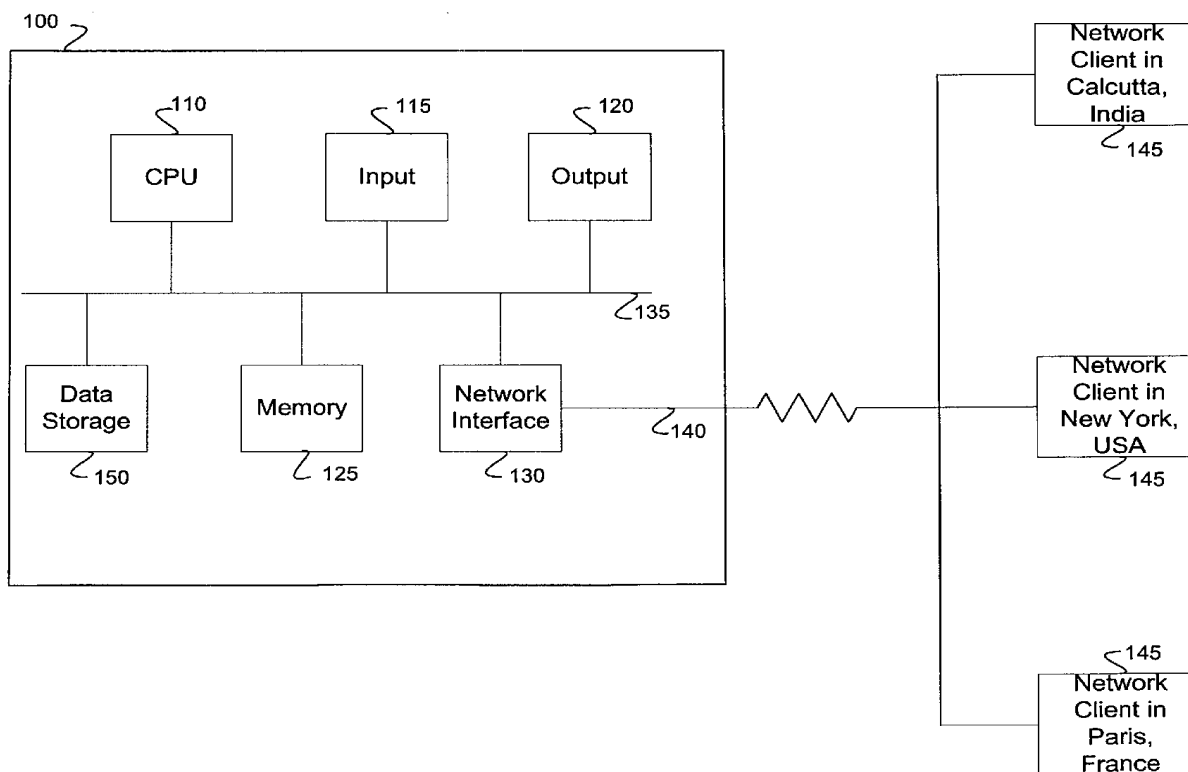 100
110
CPU
115
Input
120
Output
135
Data
Storage
150
Memory
125
Network
Interface
130
140
Network
Client in
Calcutta,
India
145
Network
Client in
New York,
USA
145
145
Network
Client in
Paris,
France